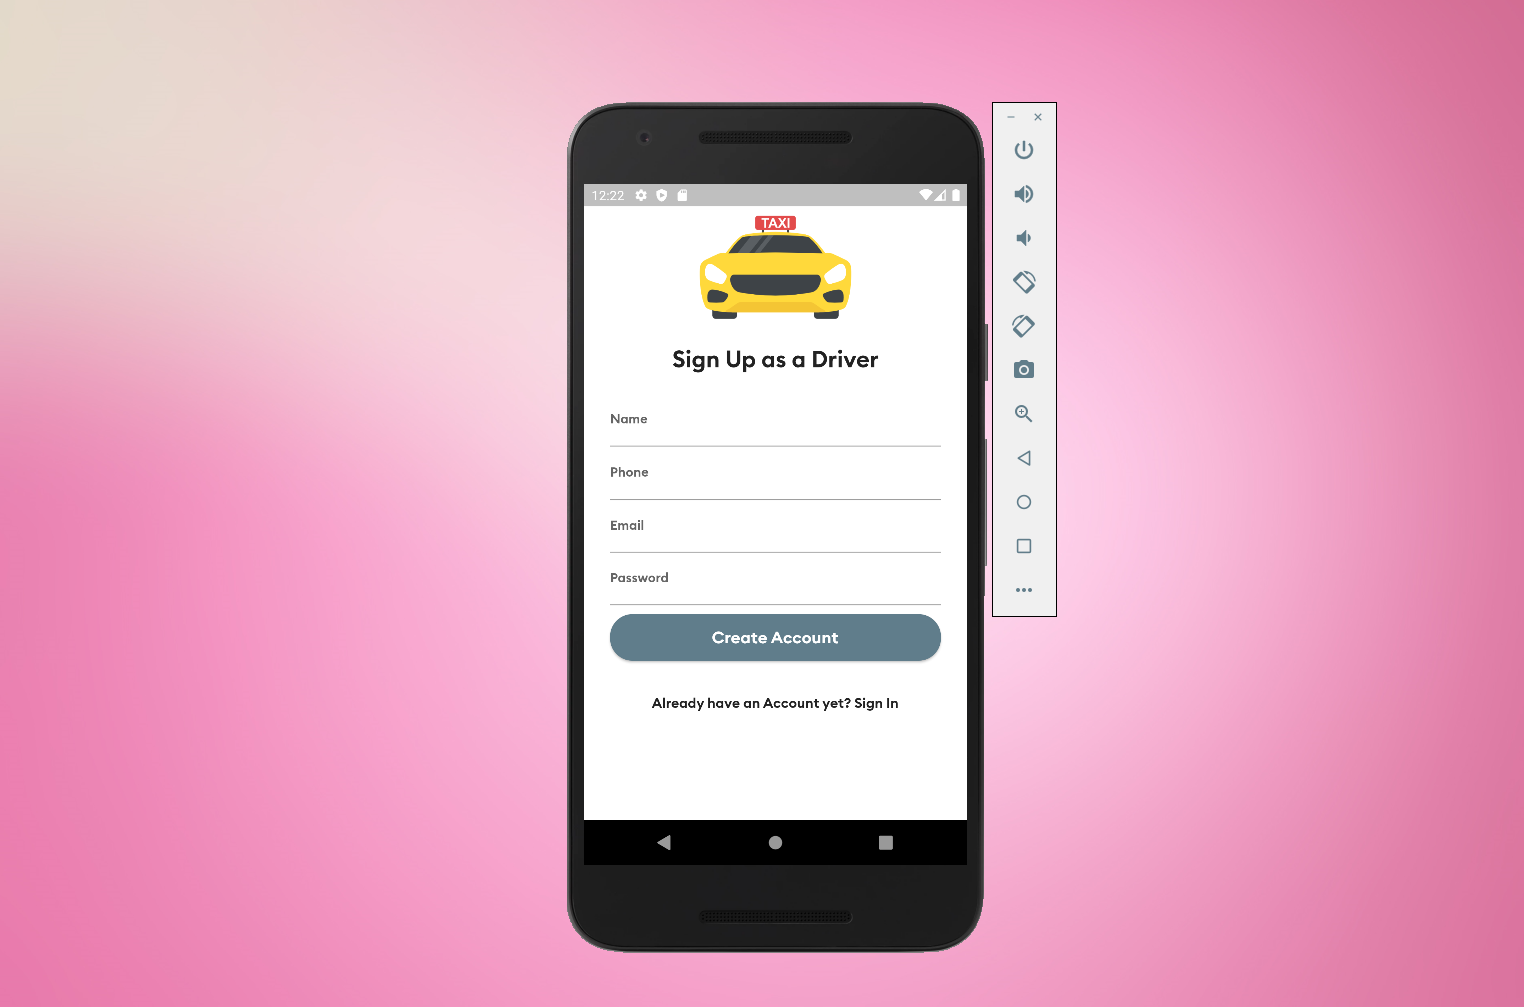 12:22
TAXI
Sign Up as a Driver
Name
Phone
Email
Password
Create Account
Already have an Account yet? Sign In